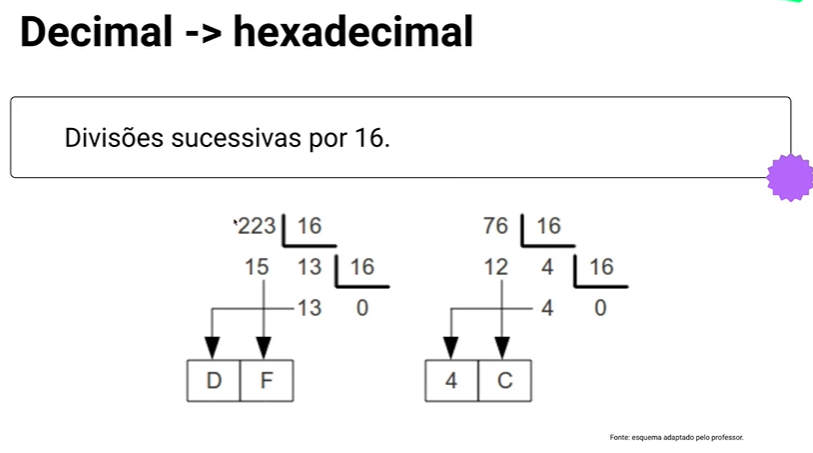 Decimal -> hexadecimal
Divisões sucessivas por 16.
223 16 76 16
15 13 16 12 4 16
13 0 4 0
D F 4 C
Fonte: esquema adaptado pelo professor.